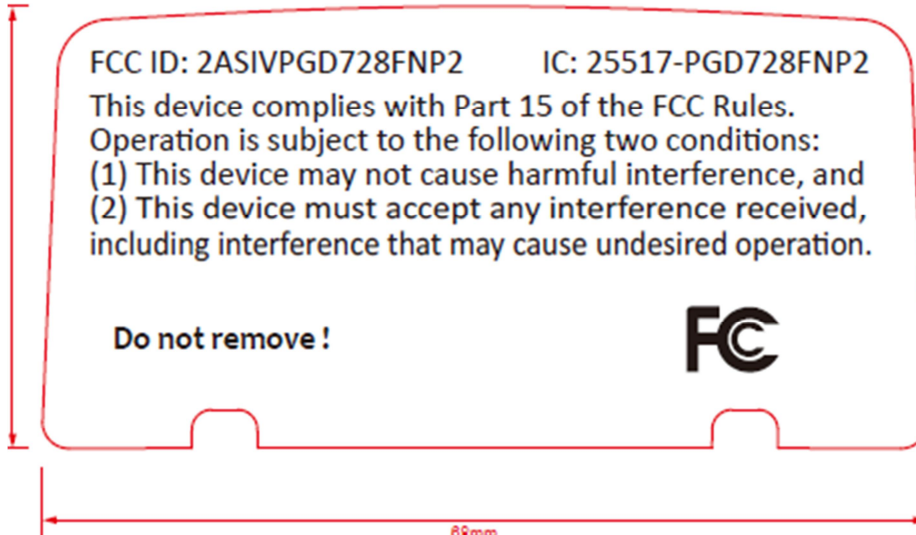 FCC ID: 2ASIVPGD728FNP2 IC: 25517-PGD728FNP2
This device complies with Part 15 of the FCC Rules.
Operation is subject to the following two conditions:
(1) This device may not cause harmful interference, and
(2) This device must accept any interference received,
including interference that may cause undesired operation.
Do not remove! FCC